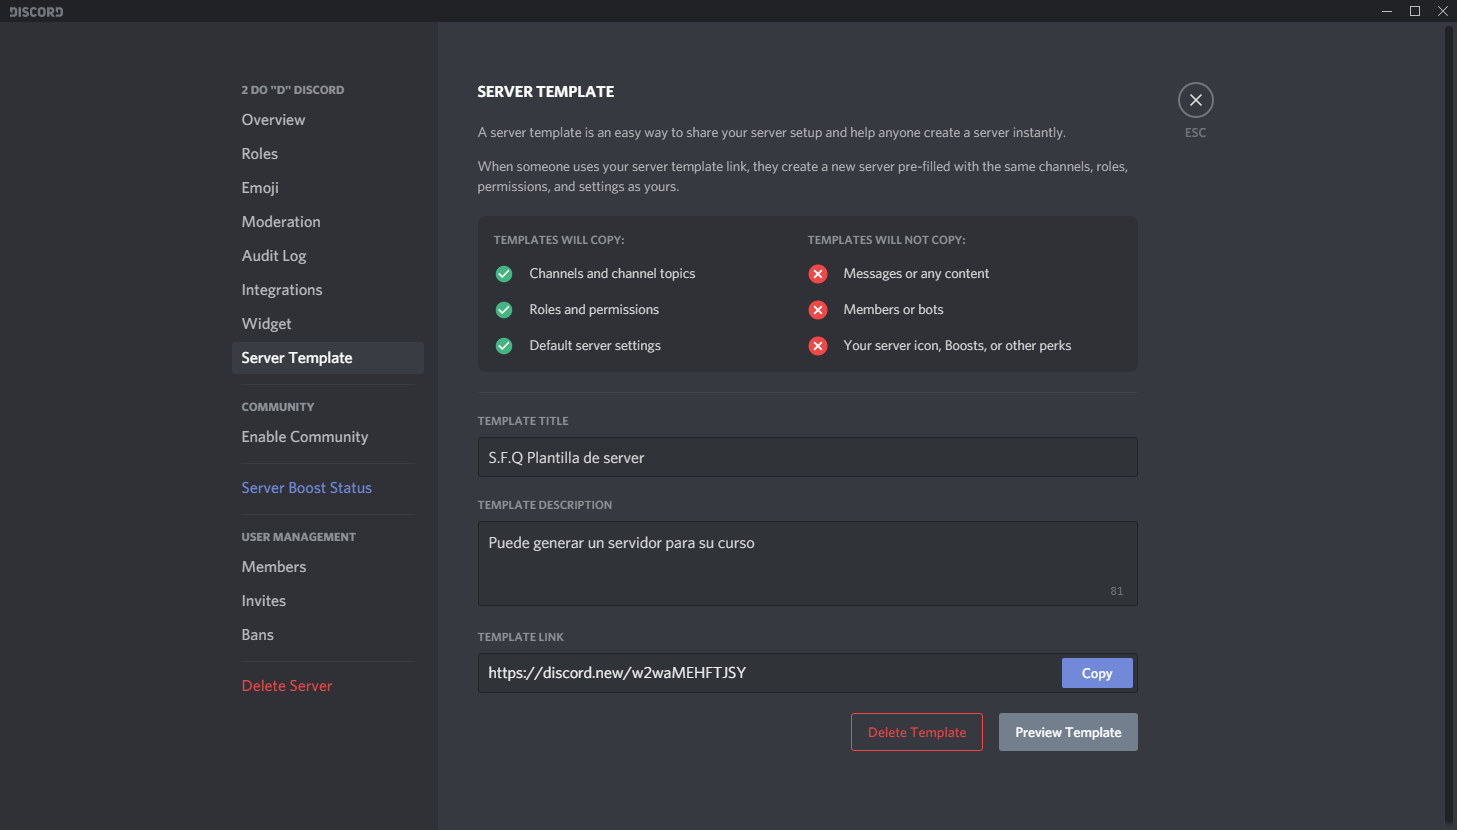 DISCORD
2 DO "D" DISCORD
Overview
Roles
Emoji
Moderation
Audit Log
Integrations
Widget
Server Template
COMMUNITY
Enable Community
Server Boost Status
USER MANAGEMENT
Members
Invites
Bans
Delete Server
SERVER TEMPLATE
ESC
A server template is an easy way to share your server setup and help anyone create a server instantly.
When someone uses your server template link, they create a new server pre-filled with the same channels, roles,
permissions, and settings as yours.
TEMPLATES WILL COPY:
Channels and channel topics
Roles and permissions
Default server settings
TEMPLATES WILL NOT COPY:
Messages or any content
Members or bots
Your server icon, Boosts, or other perks
TEMPLATE TITLE
S.F.Q Plantilla de server
TEMPLATE DESCRIPTION
Puede generar un servidor para su curso
81
TEMPLATE LINK
https://discord.new/w2waMEHFTJSY
Copy
Delete Template
Preview Template